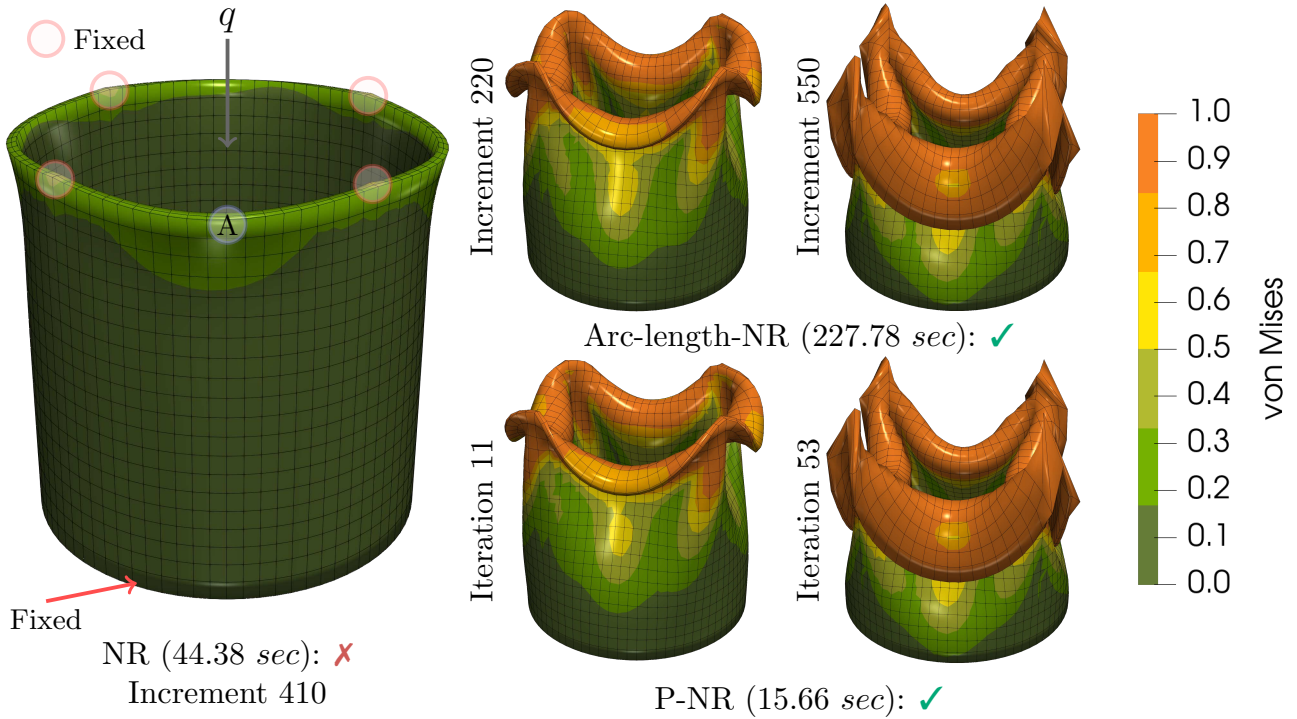 Fixed
q
A
Fixed
NR (44.38 sec): ✗
Increment 410
Increment 220
Increment 550
Arc-length-NR (227.78 sec): ✓
Iteration 11
Iteration 53
P-NR (15.66 sec): ✓
1.0
0.9
0.8
0.7
0.6
0.5
0.4
0.3
0.2
0.1
0.0
von Mises